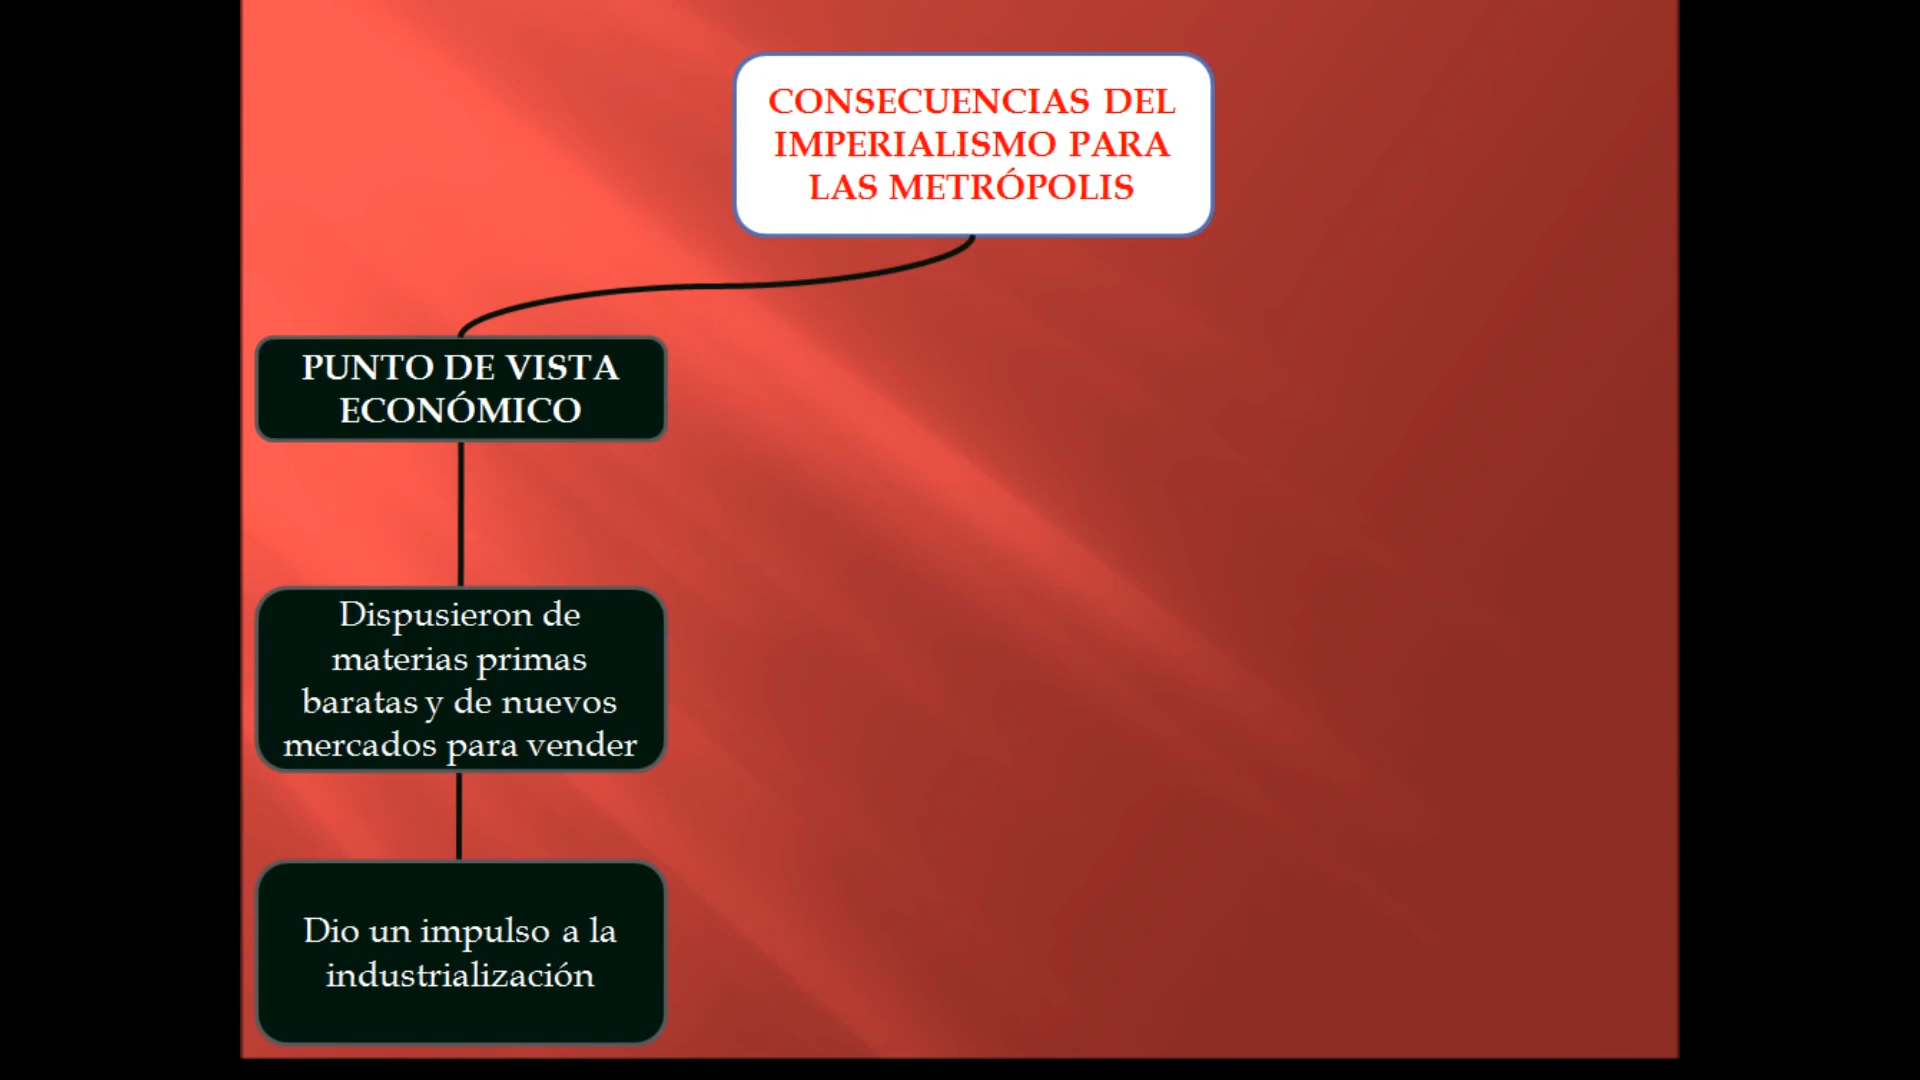 CONSECUENCIAS DEL
IMPERIALISMO PARA
LAS METRÓPOLIS
PUNTO DE VISTA
ECONÓMICO
Dispusieron de
materias primas
baratas y de nuevos
mercados para vender
Dio un impulso a la
industrialización